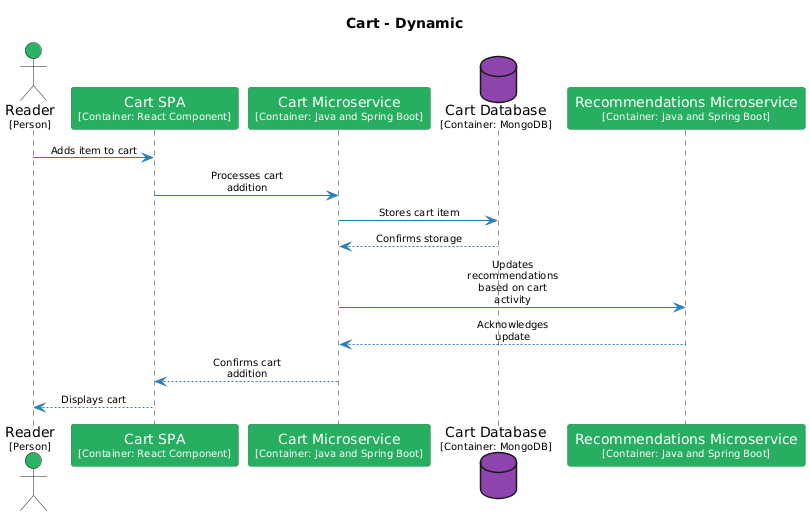 Cart - Dynamic
Reader
[Person]
Cart SPA
[Container: React Component]
Cart Microservice
[Container: Java and Spring Boot]
Cart Database
[Container: MongoDB]
Recommendations Microservice
[Container: Java and Spring Boot]
Adds item to cart
Processes cart
addition
Stores cart item
Confirms storage
Updates
recommendations
based on cart
activity
Acknowledges
update
Confirms cart
addition
Displays cart
Reader
[Person]
Cart SPA
[Container: React Component]
Cart Microservice
[Container: Java and Spring Boot]
Cart Database
[Container: MongoDB]
Recommendations Microservice
[Container: Java and Spring Boot]